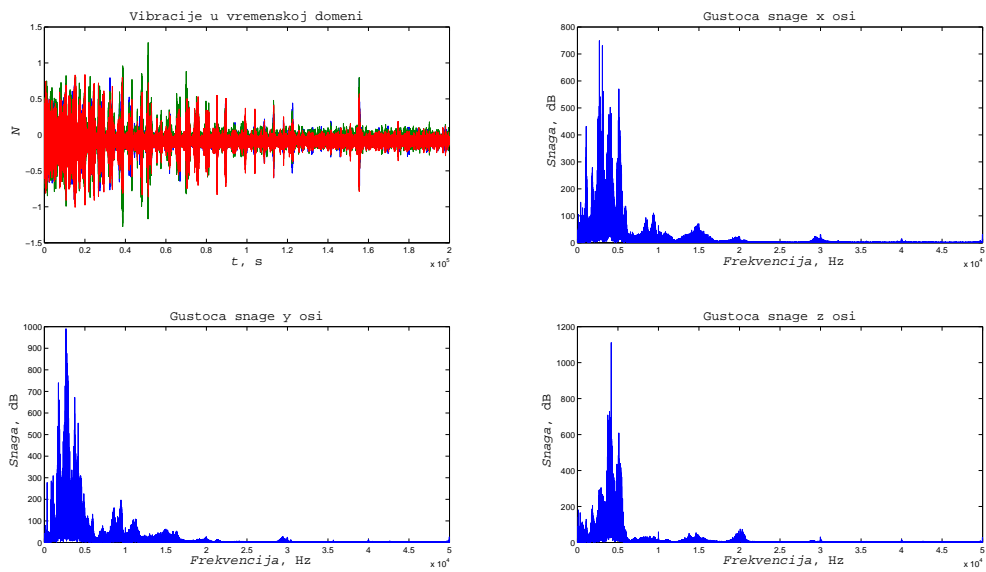 Vibracije u vremenskoj domeni
1.5
1
0.5
0
−0.5
−1
−1.5
N
0 0.2 0.4 0.6 0.8 1 1.2 1.4 1.6 1.8 2
x 10^5
t, s
Gustoca snage x osi
800
700
600
500
400
300
200
100
0
Snaga, dB
0 0.5 1 1.5 2 2.5 3 3.5 4 4.5 5
x 10^4
Frekvencija, Hz
Gustoca snage y osi
1000
900
800
700
600
500
400
300
200
100
0
Snaga, dB
0 0.5 1 1.5 2 2.5 3 3.5 4 4.5 5
x 10^4
Frekvencija, Hz
Gustoca snage z osi
1200
1000
800
600
400
200
0
Snaga, dB
0 0.5 1 1.5 2 2.5 3 3.5 4 4.5 5
x 10^4
Frekvencija, Hz